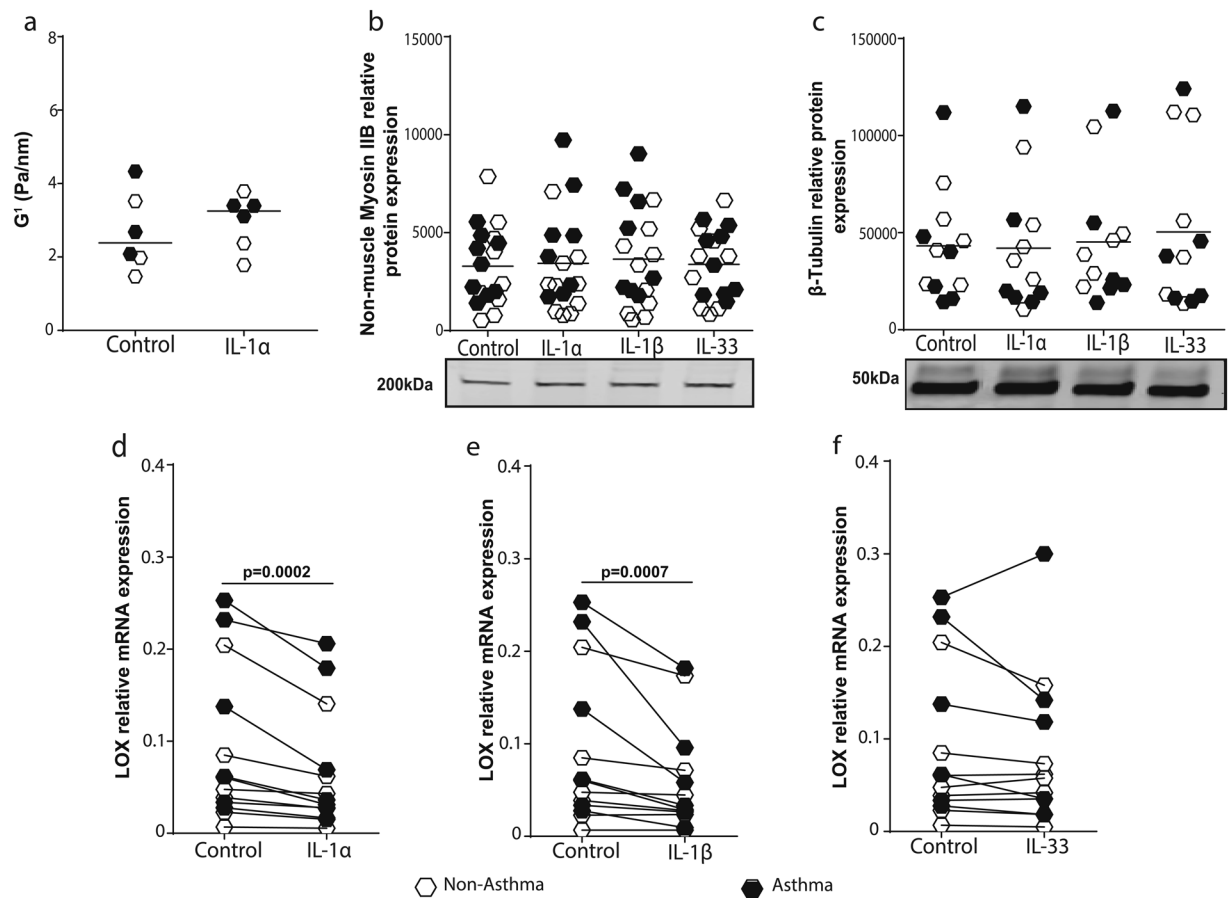 a
G¹ (Pa/nm)
8
6
4
2
0
Control
IL-1α
b
Non-muscle Myosin IIB relative
protein expression
15000
10000
5000
0
Control
IL-1α
IL-1β
IL-33
200kDa
c
β-Tubulin relative protein
expression
150000
100000
50000
0
Control
IL-1α
IL-1β
IL-33
50kDa
d
LOX relative mRNA expression
0.4
0.3
0.2
0.1
0
p=0.0002
Control
IL-1α
e
LOX relative mRNA expression
0.4
0.3
0.2
0.1
0
p=0.0007
Control
IL-1β
f
LOX relative mRNA expression
0.4
0.3
0.2
0.1
0
Control
IL-33
Non-Asthma
Asthma